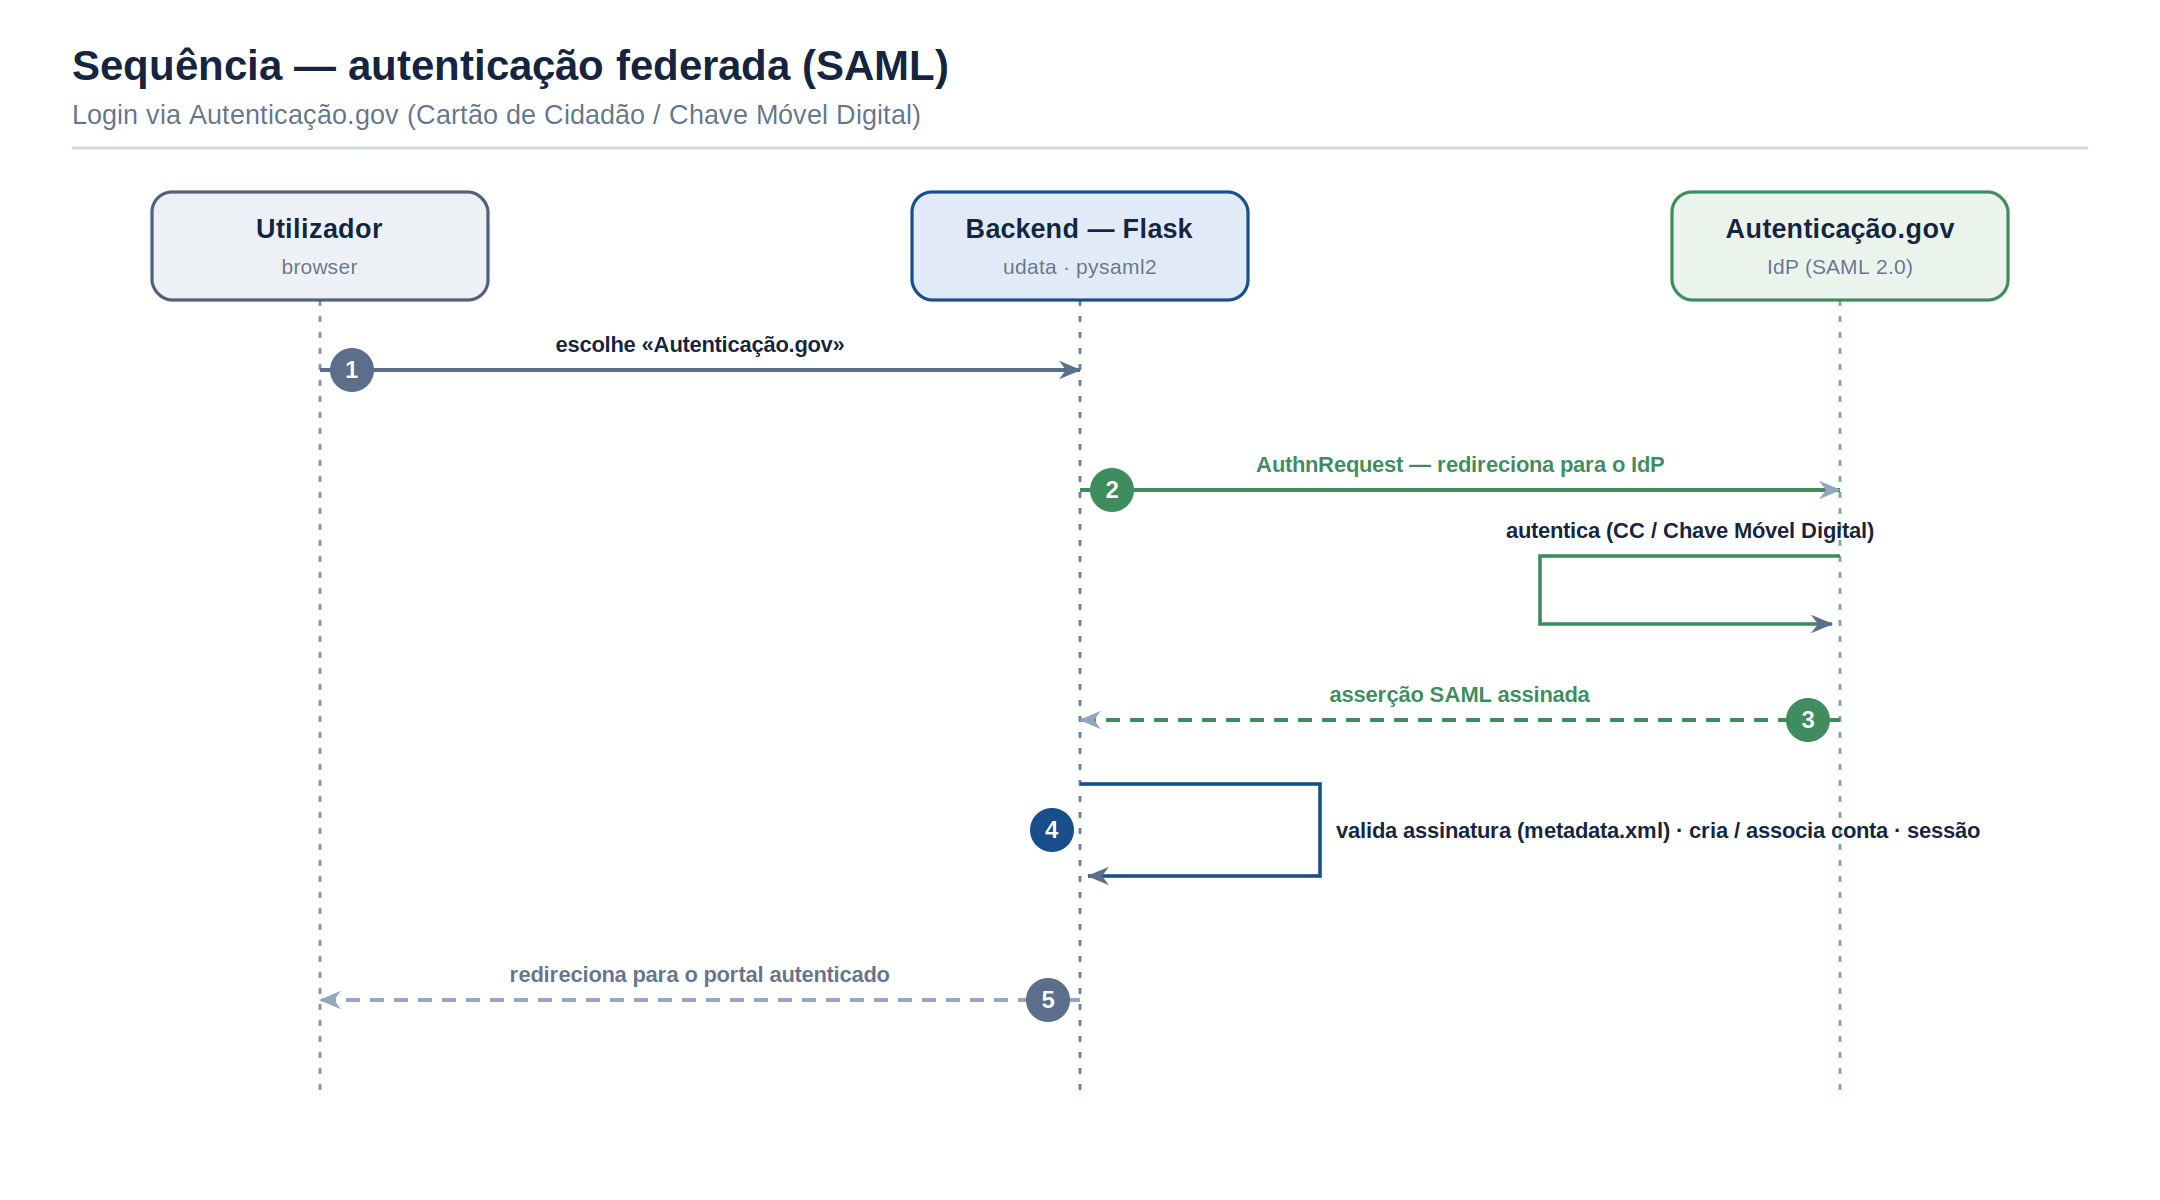 Sequência — autenticação federada (SAML)
Login via Autenticação.gov (Cartão de Cidadão / Chave Móvel Digital)
Utilizador
browser
Backend — Flask
udata · pysaml2
Autenticação.gov
IdP (SAML 2.0)
escolhe «Autenticação.gov»
1
AuthnRequest — redireciona para o IdP
2
autentica (CC / Chave Móvel Digital)
asserção SAML assinada
3
4
valida assinatura (metadata.xml) · cria / associa conta · sessão
redireciona para o portal autenticado
5